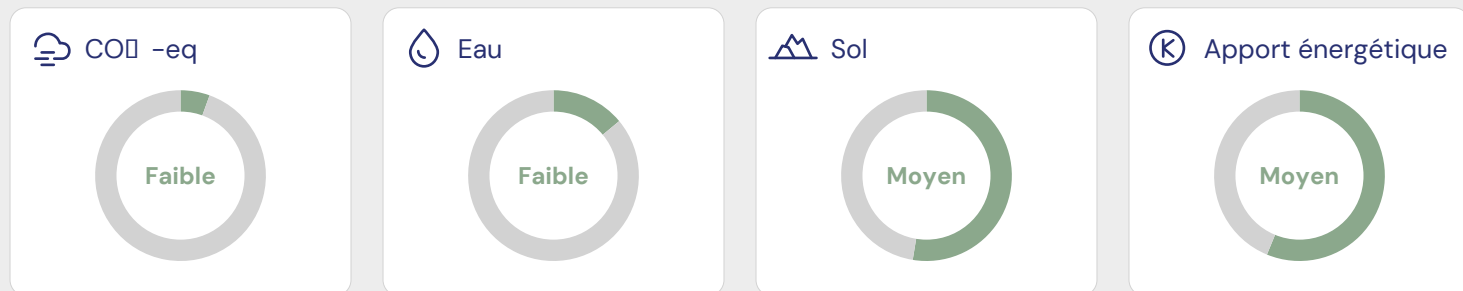 CO▯ -eq
Faible
Eau
Faible
Sol
Moyen
Apport énergétique
Moyen